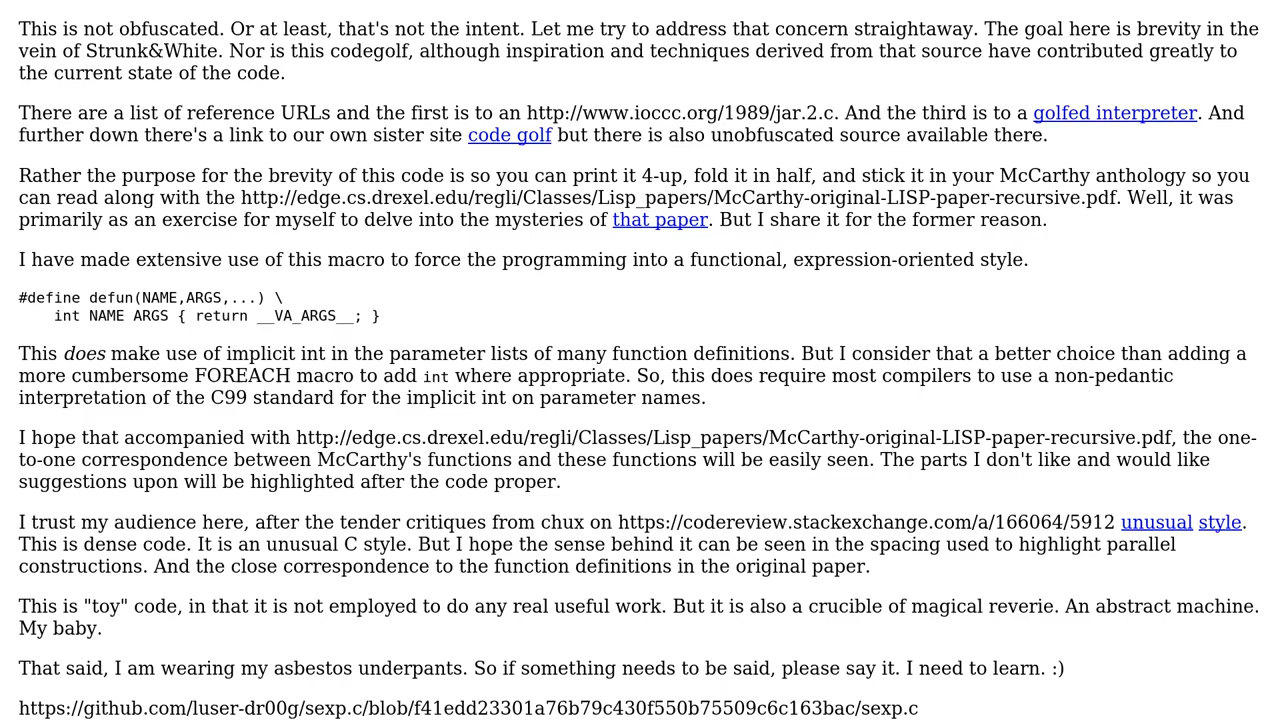 This is not obfuscated. Or at least, that's not the intent. Let me try to address that concern straightaway. The goal here is brevity in the
vein of Strunk&White. Nor is this codegolf, although inspiration and techniques derived from that source have contributed greatly to
the current state of the code.
There are a list of reference URLs and the first is to an http://www.ioccc.org/1989/jar.2.c. And the third is to a golfed interpreter. And
further down there's a link to our own sister site code golf but there is also unobfuscated source available there.
Rather the purpose for the brevity of this code is so you can print it 4-up, fold it in half, and stick it in your McCarthy anthology so you
can read along with the http://edge.cs.drexel.edu/regli/Classes/Lisp_papers/McCarthy-original-LISP-paper-recursive.pdf. Well, it was
primarily as an exercise for myself to delve into the mysteries of that paper. But I share it for the former reason.
I have made extensive use of this macro to force the programming into a functional, expression-oriented style.
#define defun(NAME,ARGS,...) \
    int NAME ARGS { return __VA_ARGS__; }
This does make use of implicit int in the parameter lists of many function definitions. But I consider that a better choice than adding a
more cumbersome FOREACH macro to add int where appropriate. So, this does require most compilers to use a non-pedantic
interpretation of the C99 standard for the implicit int on parameter names.
I hope that accompanied with http://edge.cs.drexel.edu/regli/Classes/Lisp_papers/McCarthy-original-LISP-paper-recursive.pdf, the one-
to-one correspondence between McCarthy's functions and these functions will be easily seen. The parts I don't like and would like
suggestions upon will be highlighted after the code proper.
I trust my audience here, after the tender critiques from chux on https://codereview.stackexchange.com/a/166064/5912 unusual style.
This is dense code. It is an unusual C style. But I hope the sense behind it can be seen in the spacing used to highlight parallel
constructions. And the close correspondence to the function definitions in the original paper.
This is "toy" code, in that it is not employed to do any real useful work. But it is also a crucible of magical reverie. An abstract machine.
My baby.
That said, I am wearing my asbestos underpants. So if something needs to be said, please say it. I need to learn. :)
https://github.com/luser-dr00g/sexp.c/blob/f41edd23301a76b79c430f550b75509c6c163bac/sexp.c